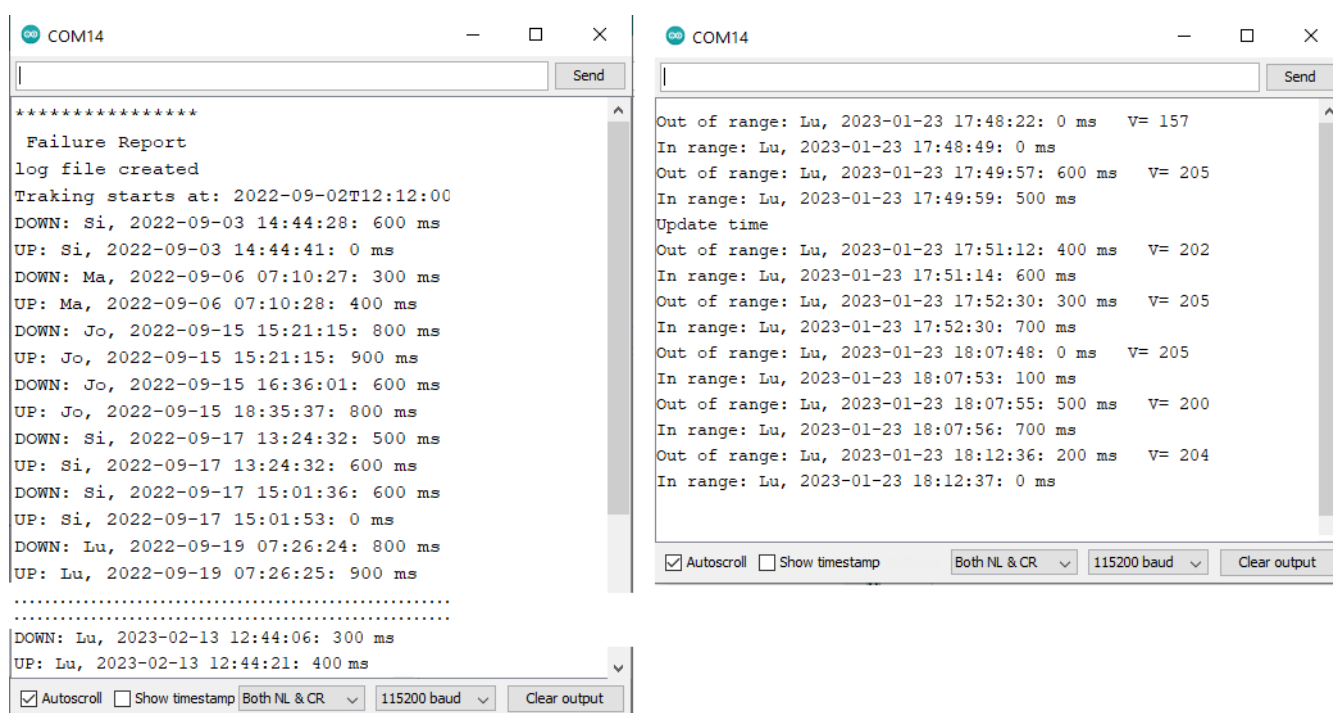 COM14
Send
****************
Failure Report
log file created
Traking starts at: 2022-09-02T12:12:00
DOWN: Si, 2022-09-03 14:44:28: 600 ms
UP: Si, 2022-09-03 14:44:41: 0 ms
DOWN: Ma, 2022-09-06 07:10:27: 300 ms
UP: Ma, 2022-09-06 07:10:28: 400 ms
DOWN: Jo, 2022-09-15 15:21:15: 800 ms
UP: Jo, 2022-09-15 15:21:15: 900 ms
DOWN: Jo, 2022-09-15 16:36:01: 600 ms
UP: Jo, 2022-09-15 18:35:37: 800 ms
DOWN: Si, 2022-09-17 13:24:32: 500 ms
UP: Si, 2022-09-17 13:24:32: 600 ms
DOWN: Si, 2022-09-17 15:01:36: 600 ms
UP: Si, 2022-09-17 15:01:53: 0 ms
DOWN: Lu, 2022-09-19 07:26:24: 800 ms
UP: Lu, 2022-09-19 07:26:25: 900 ms
........................................................
........................................................
DOWN: Lu, 2023-02-13 12:44:06: 300 ms
UP: Lu, 2023-02-13 12:44:21: 400 ms
Autoscroll Show timestamp Both NL & CR 115200 baud Clear output
COM14
Send
Out of range: Lu, 2023-01-23 17:48:22: 0 ms V= 157
In range: Lu, 2023-01-23 17:48:49: 0 ms
Out of range: Lu, 2023-01-23 17:49:57: 600 ms V= 205
In range: Lu, 2023-01-23 17:49:59: 500 ms
Update time
Out of range: Lu, 2023-01-23 17:51:12: 400 ms V= 202
In range: Lu, 2023-01-23 17:51:14: 600 ms
Out of range: Lu, 2023-01-23 17:52:30: 300 ms V= 205
In range: Lu, 2023-01-23 17:52:30: 700 ms
Out of range: Lu, 2023-01-23 18:07:48: 0 ms V= 205
In range: Lu, 2023-01-23 18:07:53: 100 ms
Out of range: Lu, 2023-01-23 18:07:55: 500 ms V= 200
In range: Lu, 2023-01-23 18:07:56: 700 ms
Out of range: Lu, 2023-01-23 18:12:36: 200 ms V= 204
In range: Lu, 2023-01-23 18:12:37: 0 ms
Autoscroll Show timestamp Both NL & CR 115200 baud Clear output